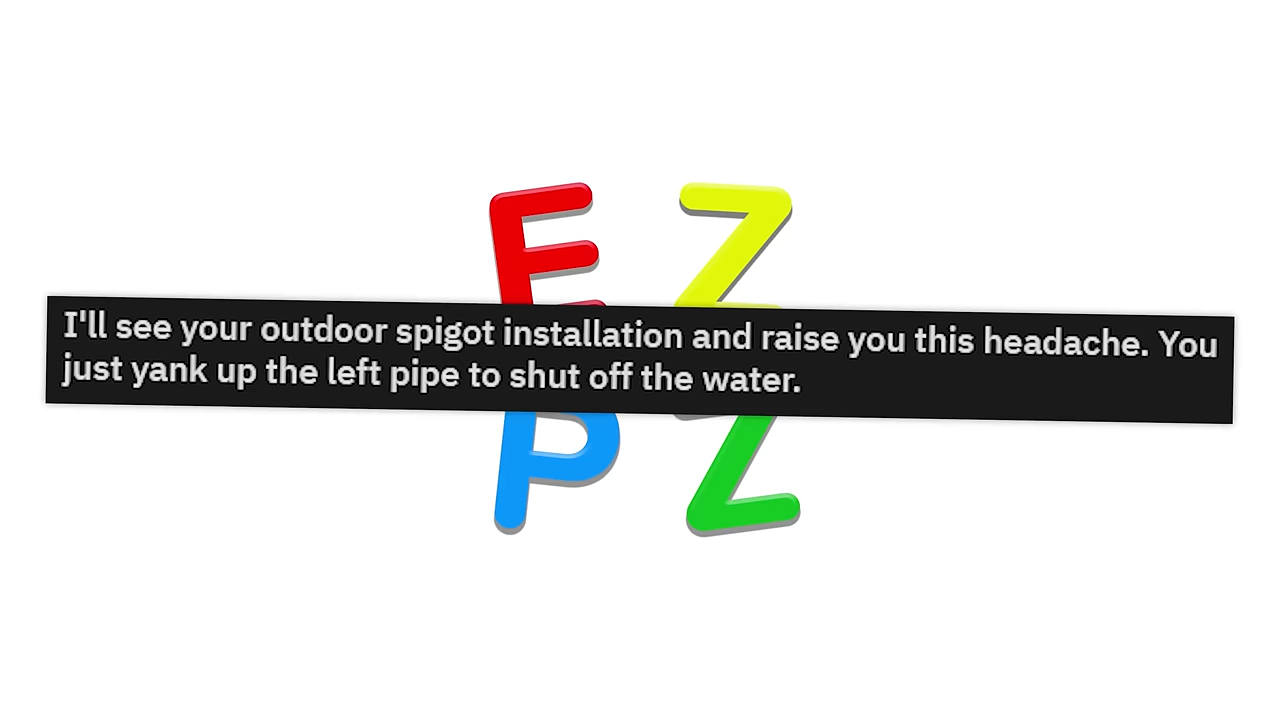 E Z
I'll see your outdoor spigot installation and raise you this headache. You
just yank up the left pipe to shut off the water.
P Z